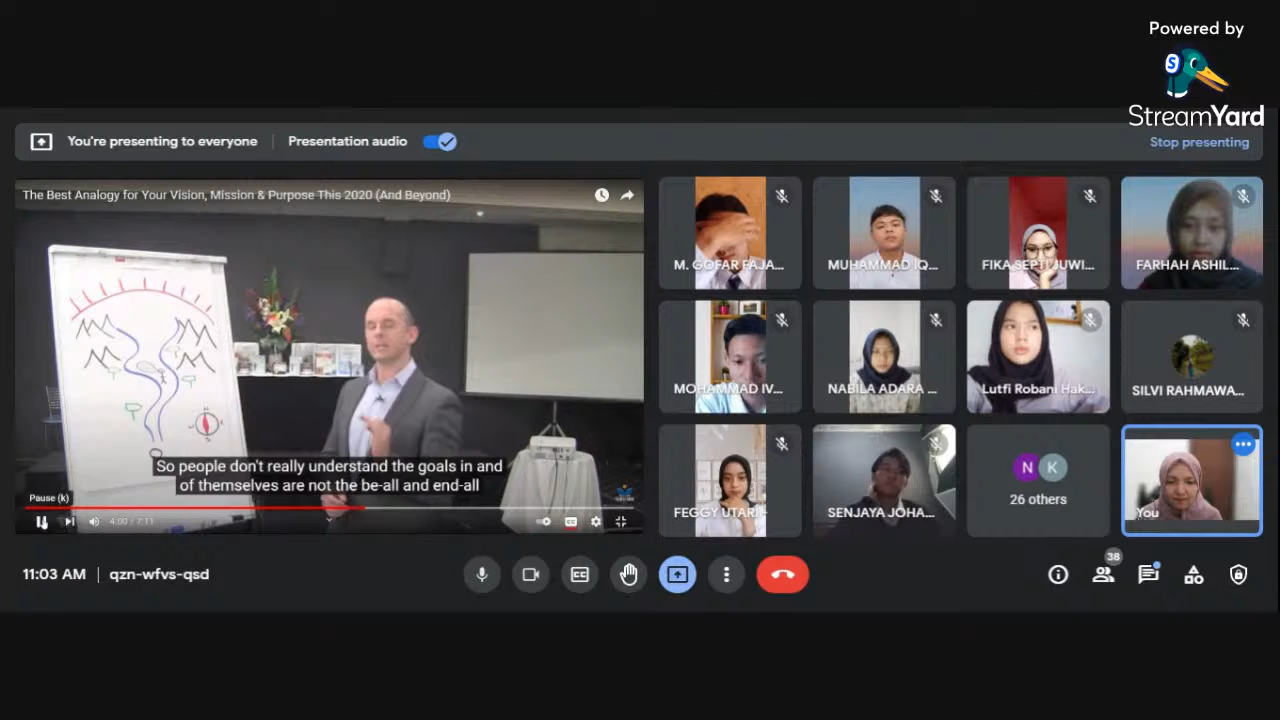 Powered by
S
StreamYard
You're presenting to everyone
Presentation audio
Stop presenting
The Best Analogy for Your Vision, Mission & Purpose This 2020 (And Beyond)
So people don't really understand the goals in and
of themselves are not the be-all and end-all
Pause (k)
4:00 / 7:11
M. GOFAR FAJA...
MUHAMMAD IQ...
FIKA SEPTI JUWI...
FARHAH ASHIL...
MOHAMMAD IV...
NABILA ADARA ...
Lutfi Robani Hak...
SILVI RAHMAWA...
FEGGY UTARI -
SENJAYA JOHA...
N K
26 others
You
11:03 AM | qzn-wfvs-qsd
38